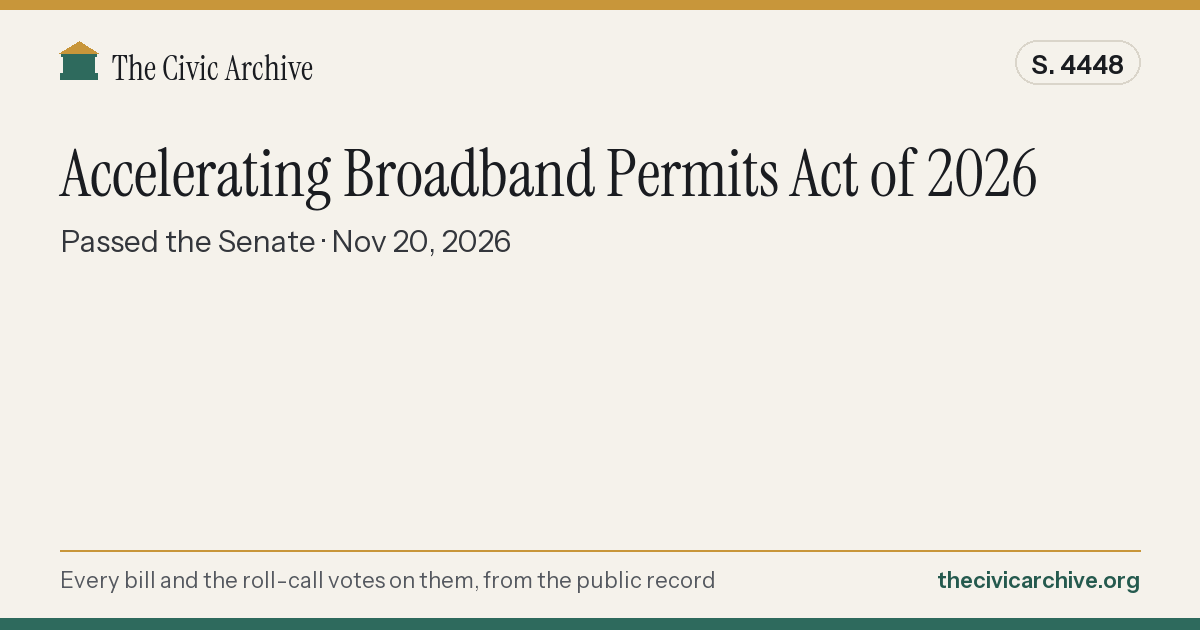 The Civic Archive
S. 4448
Accelerating Broadband Permits Act of 2026
Passed the Senate · Nov 20, 2026
Every bill and the roll-call votes on them, from the public record
thecivicarchive.org